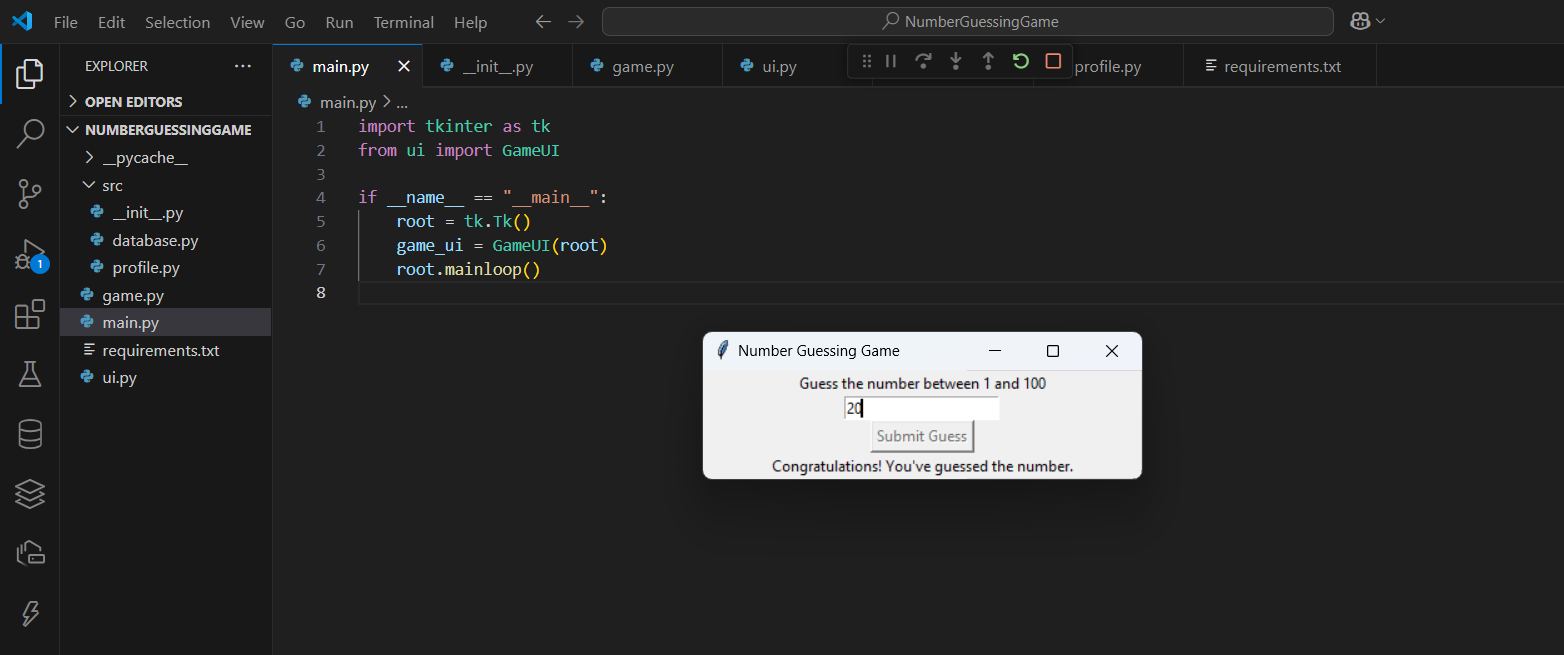 File Edit Selection View Go Run Terminal Help NumberGuessingGame
EXPLORER
main.py __init__.py game.py ui.py profile.py requirements.txt
OPEN EDITORS
NUMBERGUESSINGGAME
__pycache__
src
__init__.py
database.py
profile.py
game.py
main.py
requirements.txt
ui.py
1
main.py > ...
1 import tkinter as tk
2 from ui import GameUI
3
4 if __name__ == "__main__":
5     root = tk.Tk()
6     game_ui = GameUI(root)
7     root.mainloop()
8
Number Guessing Game
Guess the number between 1 and 100
20
Submit Guess
Congratulations! You've guessed the number.